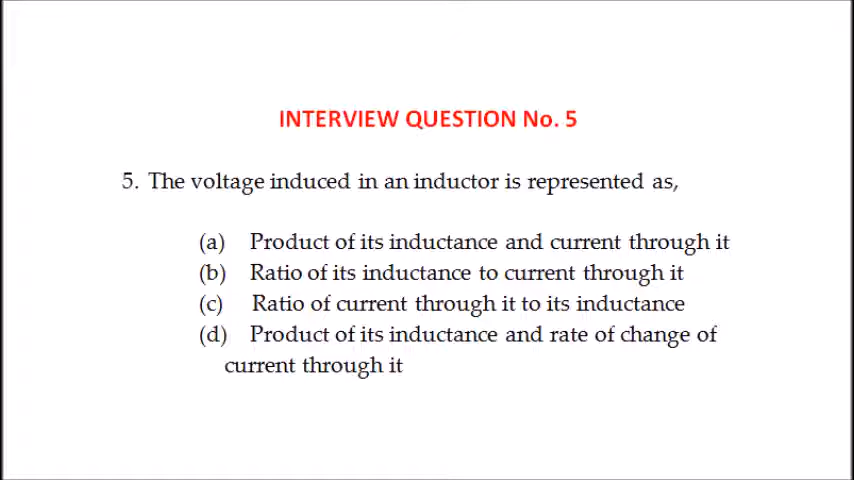 INTERVIEW QUESTION No. 5
5. The voltage induced in an inductor is represented as,
(a) Product of its inductance and current through it
(b) Ratio of its inductance to current through it
(c) Ratio of current through it to its inductance
(d) Product of its inductance and rate of change of
current through it